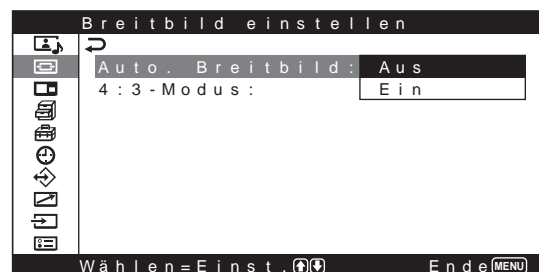 Breitbild einstellen
Auto. Breitbild: Aus
4:3-Modus: Ein
Wählen=Einst. Ende MENU